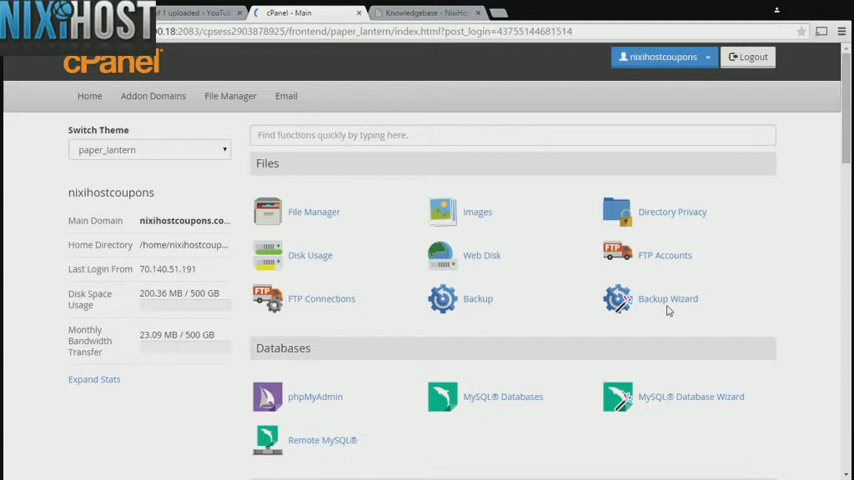 NIXIHOST
of 1 uploaded - YouTu
cPanel - Main
Knowledgebase - NixiHo
00.18:2083/cpsess2903878925/frontend/paper_lantern/index.html?post_login=43755144681514
cPanel
nixihostcoupons
Logout
Home
Addon Domains
File Manager
Email
Switch Theme
paper_lantern
Find functions quickly by typing here.
Files
nixihostcoupons
File Manager
Images
Directory Privacy
Main Domain
nixihostcoupons.co...
Home Directory
/home/nixihostcoup...
Disk Usage
Web Disk
FTP Accounts
Last Login From
70.140.51.191
Disk Space Usage
200.36 MB / 500 GB
FTP Connections
Backup
Backup Wizard
Monthly Bandwidth Transfer
23.09 MB / 500 GB
Databases
Expand Stats
phpMyAdmin
MySQL® Databases
MySQL® Database Wizard
Remote MySQL®